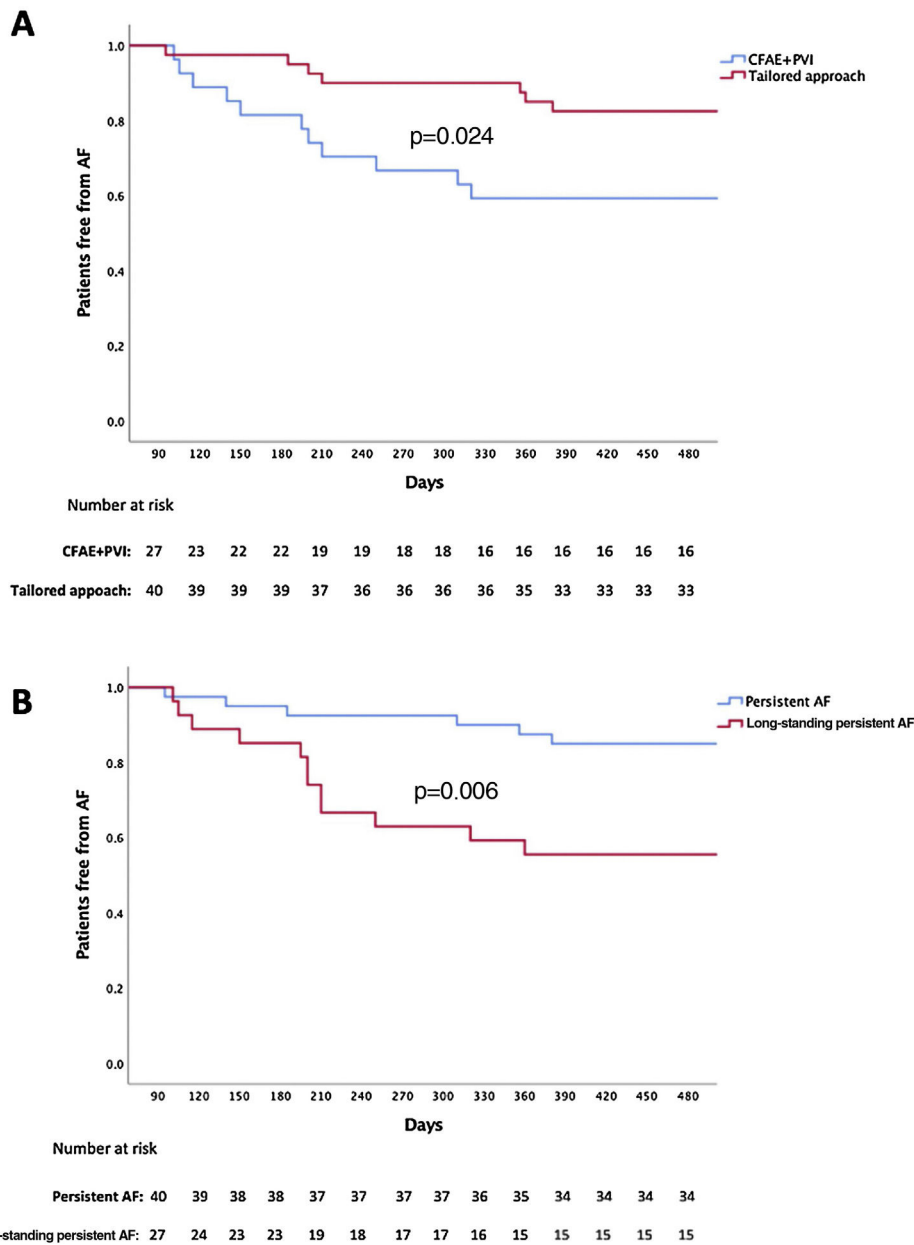 A
CFAE+PVI
Tailored approach
1.0
0.8
p=0.024
0.6
0.4
0.2
0.0
Patients free from AF
90 120 150 180 210 240 270 300 330 360 390 420 450 480
Days
Number at risk
CFAE+PVI: 27 23 22 22 19 19 18 18 16 16 16 16 16 16
Tailored appoach: 40 39 39 39 37 36 36 36 36 35 33 33 33 33
B
Persistent AF
Long-standing persistent AF
1.0
0.8
p=0.006
0.6
0.4
0.2
0.0
Patients free from AF
90 120 150 180 210 240 270 300 330 360 390 420 450 480
Days
Number at risk
Persistent AF: 40 39 38 38 37 37 37 37 36 35 34 34 34 34
-standing persistent AF: 27 24 23 23 19 18 17 17 16 15 15 15 15 15